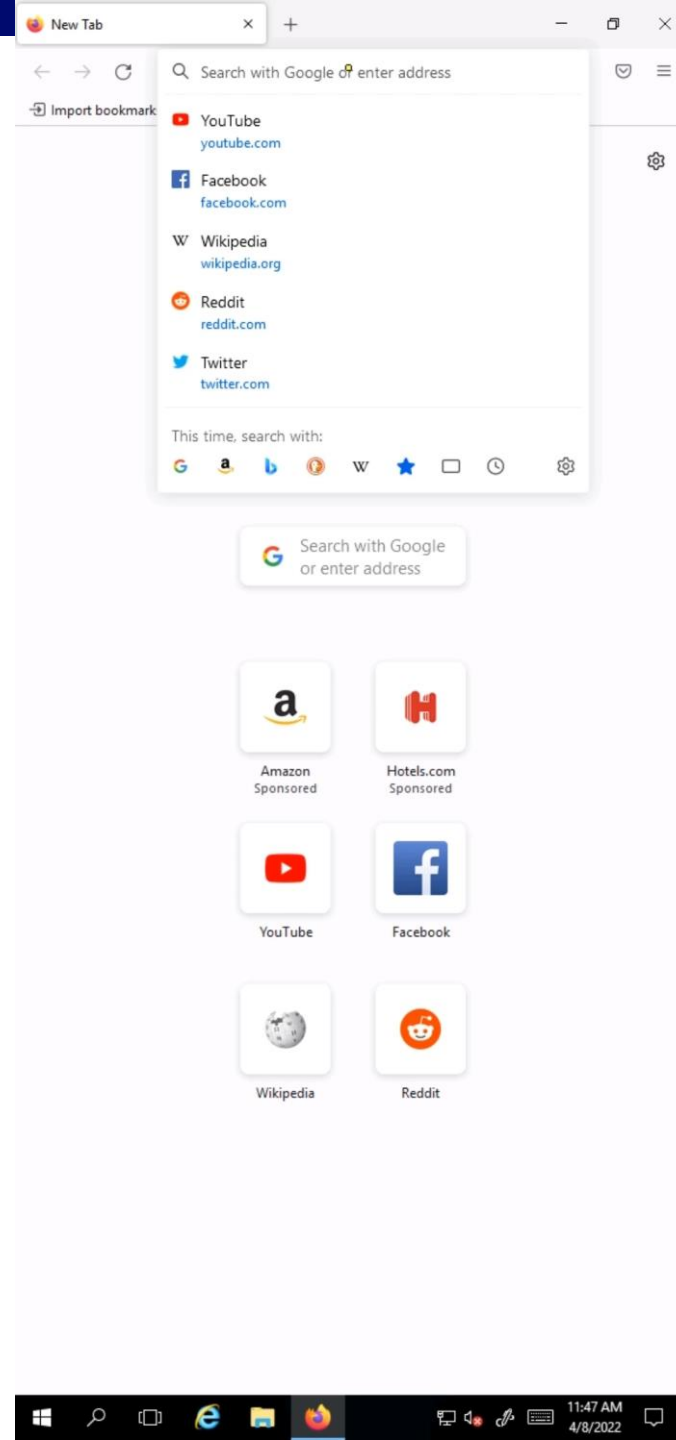 New Tab
Search with Google or enter address
Import bookmark
YouTube
youtube.com
Facebook
facebook.com
Wikipedia
wikipedia.org
Reddit
reddit.com
Twitter
twitter.com
This time, search with:
Search with Google
or enter address
Amazon
Sponsored
Hotels.com
Sponsored
YouTube
Facebook
Wikipedia
Reddit
11:47 AM
4/8/2022